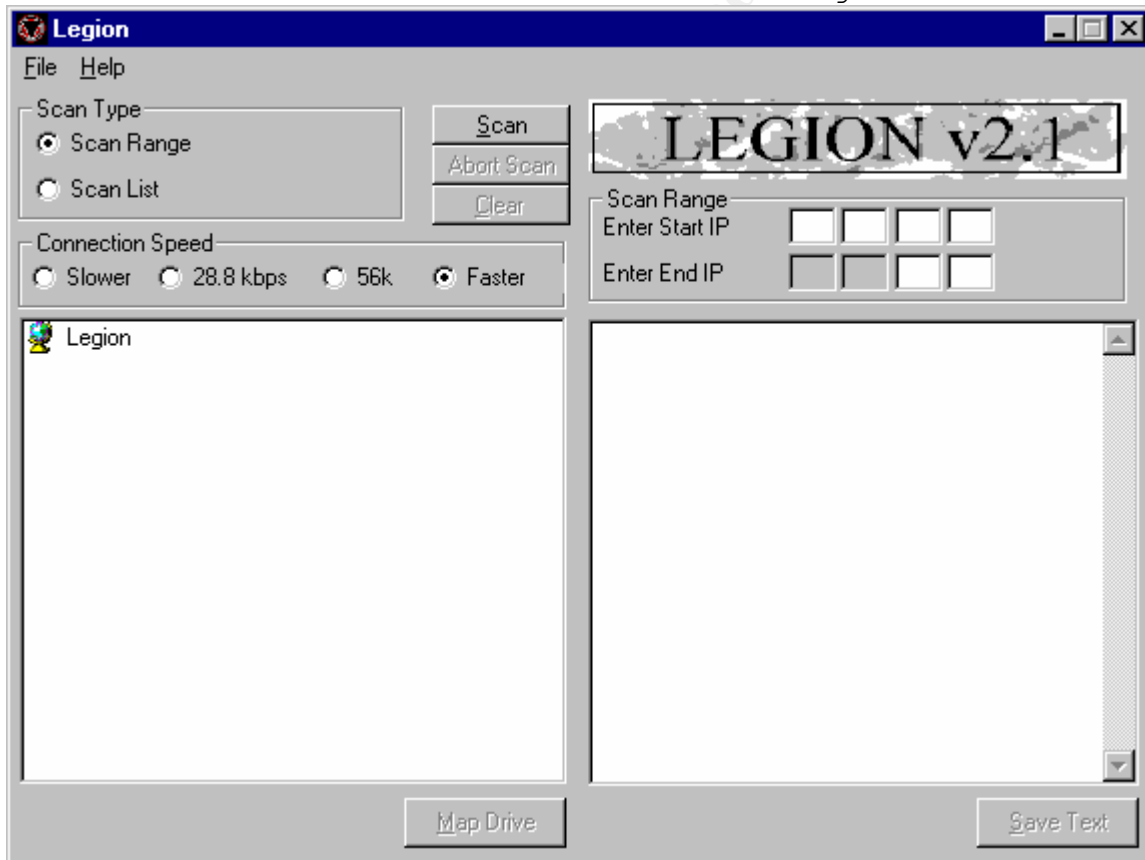 Legion
File Help
Scan Type
Scan Range
Scan List
Scan
Abort Scan
Clear
LEGION v2.1
Connection Speed
Slower 28.8 kbps 56k Faster
Scan Range
Enter Start IP
Enter End IP
Legion
Map Drive
Save Text